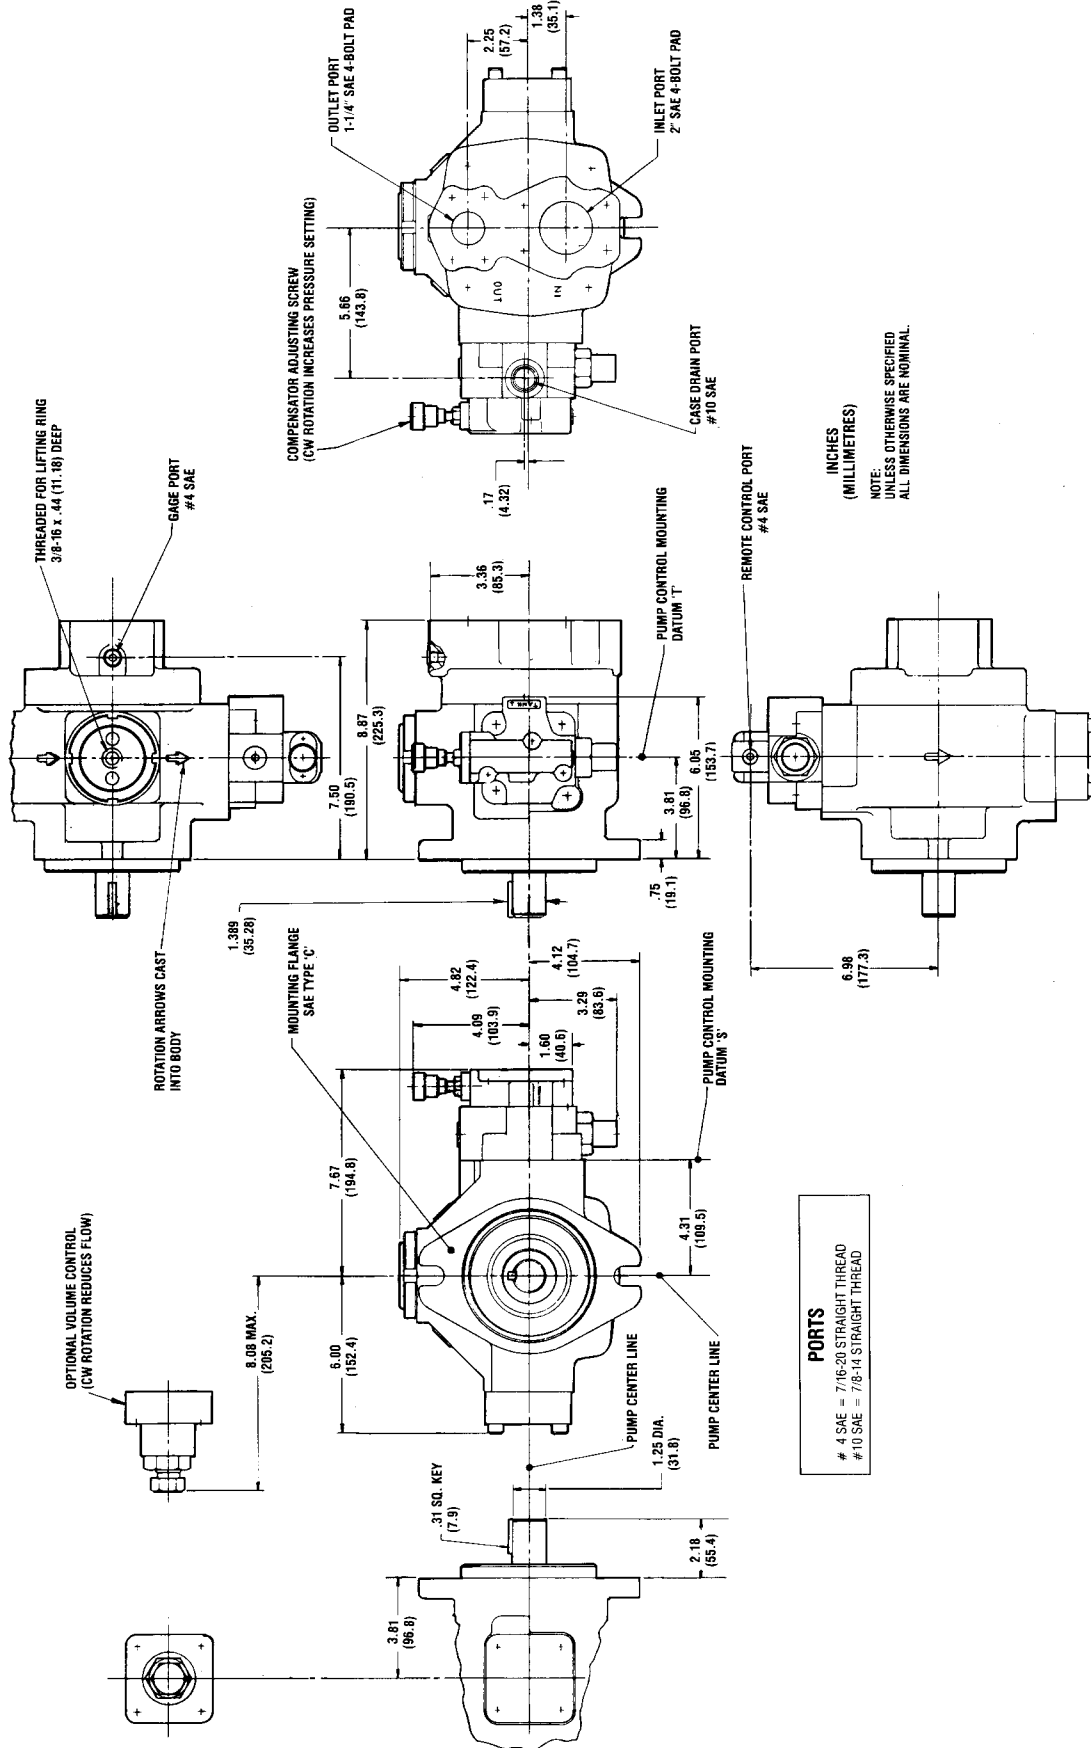 OPTIONAL VOLUME CONTROL
(CW ROTATION REDUCES FLOW)
8.08 MAX.
(205.2)
3.81
(96.8)
.31 SQ. KEY
(7.9)
PUMP CENTER LINE
1.25 DIA.
(31.8)
2.18
(55.4)
6.00
(152.4)
7.67
(194.8)
MOUNTING FLANGE
SAE TYPE 'C'
4.82
(122.4)
4.09
(103.9)
1.60
(40.6)
4.12
(104.7)
3.29
(83.6)
4.31
(109.5)
PUMP CENTER LINE
PUMP CONTROL MOUNTING
DATUM 'S'
PORTS
# 4 SAE = 7/16-20 STRAIGHT THREAD
#10 SAE = 7/8-14 STRAIGHT THREAD
ROTATION ARROWS CAST
INTO BODY
THREADED FOR LIFTING RING
3/8-16 x .44 (11.18) DEEP
GAGE PORT
#4 SAE
7.50
(190.5)
8.87
(225.3)
1.389
(35.28)
3.36
(85.3)
TANK
.75
(19.1)
3.81
(96.8)
6.05
(153.7)
PUMP CONTROL MOUNTING
DATUM 'T'
REMOTE CONTROL PORT
#4 SAE
6.98
(177.3)
COMPENSATOR ADJUSTING SCREW
(CW ROTATION INCREASES PRESSURE SETTING)
OUTLET PORT
1-1/4" SAE 4-BOLT PAD
5.66
(143.8)
2.25
(57.2)
1.38
(35.1)
OUT
IN
.17
(4.32)
CASE DRAIN PORT
#10 SAE
INLET PORT
2" SAE 4-BOLT PAD
INCHES
(MILLIMETRES)
NOTE:
UNLESS OTHERWISE SPECIFIED
ALL DIMENSIONS ARE NOMINAL.